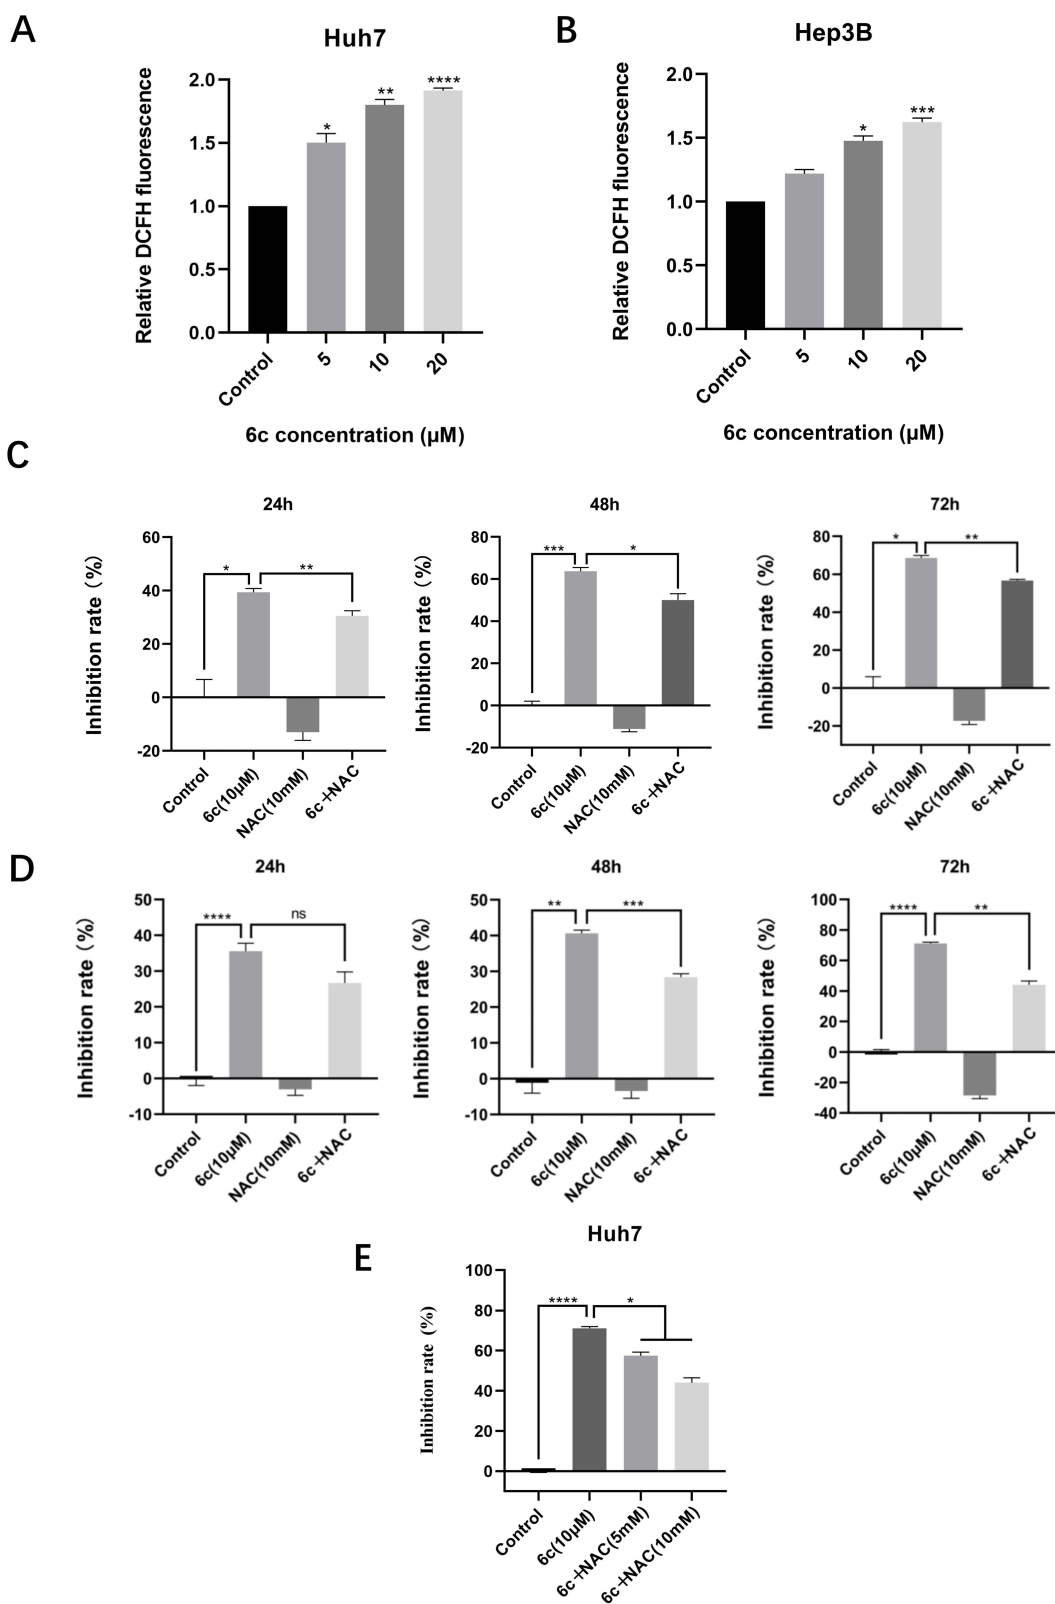 A
Huh7
Relative DCFH fluorescence
2.0
1.5
1.0
0.5
0.0
*
**
****
Control
5
10
20
6c concentration (μM)
B
Hep3B
Relative DCFH fluorescence
2.0
1.5
1.0
0.5
0.0
*
***
Control
5
10
20
6c concentration (μM)
C
24h
Inhibition rate (%)
60
40
20
0
-20
*
**
Control
6c(10μM)
NAC(10mM)
6c+NAC
48h
Inhibition rate (%)
80
60
40
20
0
-20
***
*
Control
6c(10μM)
NAC(10mM)
6c+NAC
72h
Inhibition rate (%)
80
60
40
20
0
-20
*
**
Control
6c(10μM)
NAC(10mM)
6c+NAC
D
24h
Inhibition rate (%)
50
40
30
20
10
0
-10
****
ns
Control
6c(10μM)
NAC(10mM)
6c+NAC
48h
Inhibition rate (%)
50
40
30
20
10
0
-10
**
***
Control
6c(10μM)
NAC(10mM)
6c+NAC
72h
Inhibition rate (%)
100
80
60
40
20
0
-20
-40
****
**
Control
6c(10μM)
NAC(10mM)
6c+NAC
E
Huh7
Inhibition rate (%)
100
80
60
40
20
0
****
*
Control
6c(10μM)
6c+NAC(5mM)
6c+NAC(10mM)